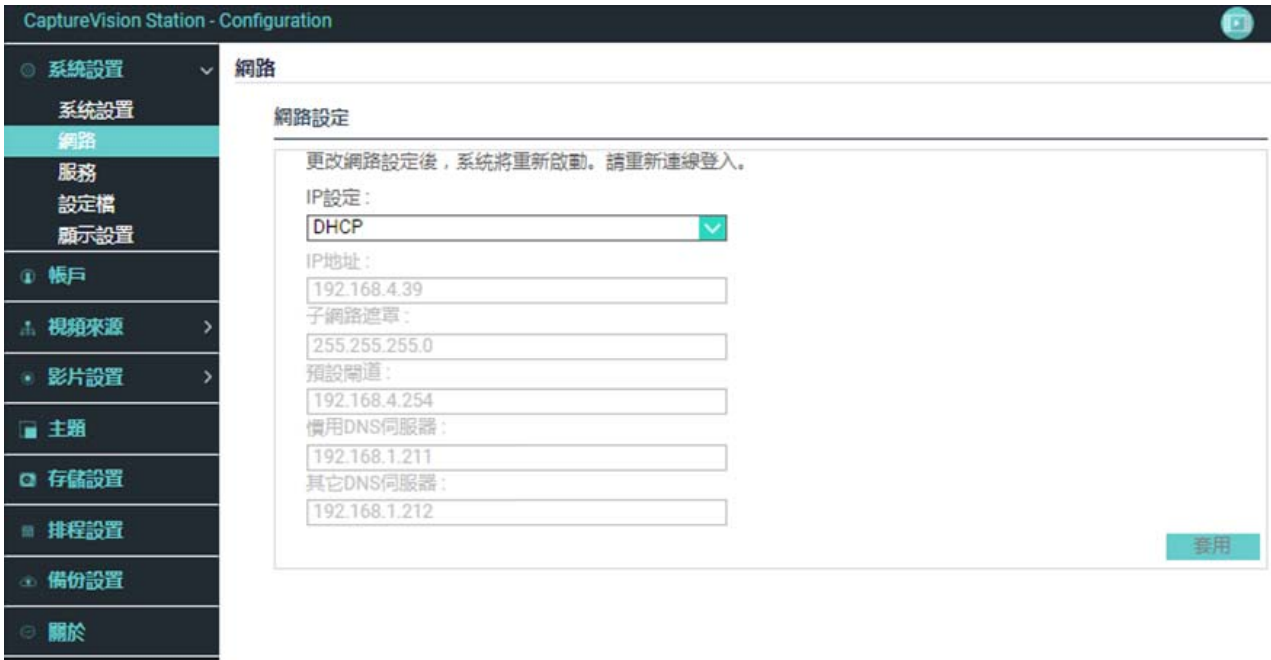 CaptureVision Station - Configuration
系統設置
系统設置
網路
服務
設定檔
顯示設置
帳戶
視頻來源
影片設置
主題
存儲設置
排程設置
備份設置
關於
網路
網路設定
更改網路設定後，系統將重新啟動。請重新連線登入。
IP設定：
DHCP
IP地址：
192.168.4.39
子網路遮罩：
255.255.255.0
預設閘道：
192.168.4.254
慣用DNS伺服器：
192.168.1.211
其它DNS伺服器：
192.168.1.212
套用